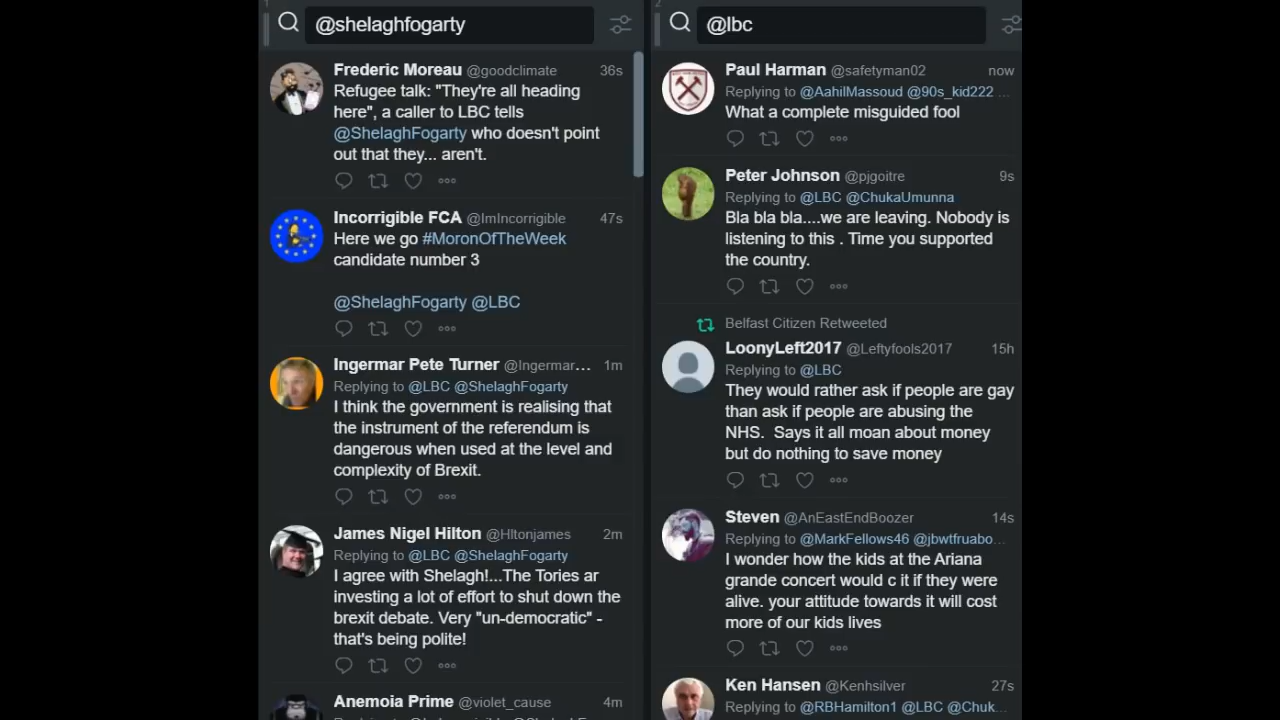 1
@shelaghfogarty
Frederic Moreau @goodclimate 36s
Refugee talk: "They're all heading
here", a caller to LBC tells
@ShelaghFogarty who doesn't point
out that they... aren't.
Incorrigible FCA @ImIncorrigible 47s
Here we go #MoronOfTheWeek
candidate number 3
@ShelaghFogarty @LBC
Ingermar Pete Turner @Ingermar... 1m
Replying to @LBC @ShelaghFogarty
I think the government is realising that
the instrument of the referendum is
dangerous when used at the level and
complexity of Brexit.
James Nigel Hilton @Hltonjames 2m
Replying to @LBC @ShelaghFogarty
I agree with Shelagh!...The Tories ar
investing a lot of effort to shut down the
brexit debate. Very "un-democratic" -
that's being polite!
Anemoia Prime @violet_cause 4m
2
@lbc
Paul Harman @safetyman02 now
Replying to @AahilMassoud @90s_kid222 ...
What a complete misguided fool
Peter Johnson @pjgoitre 9s
Replying to @LBC @ChukaUmunna
Bla bla bla....we are leaving. Nobody is
listening to this . Time you supported
the country.
Belfast Citizen Retweeted
LoonyLeft2017 @Leftyfools2017 15h
Replying to @LBC
They would rather ask if people are gay
than ask if people are abusing the
NHS. Says it all moan about money
but do nothing to save money
Steven @AnEastEndBoozer 14s
Replying to @MarkFellows46 @jbwtfruabo...
I wonder how the kids at the Ariana
grande concert would c it if they were
alive. your attitude towards it will cost
more of our kids lives
Ken Hansen @Kenhsilver 27s
Replying to @RBHamilton1 @LBC @Chuk...